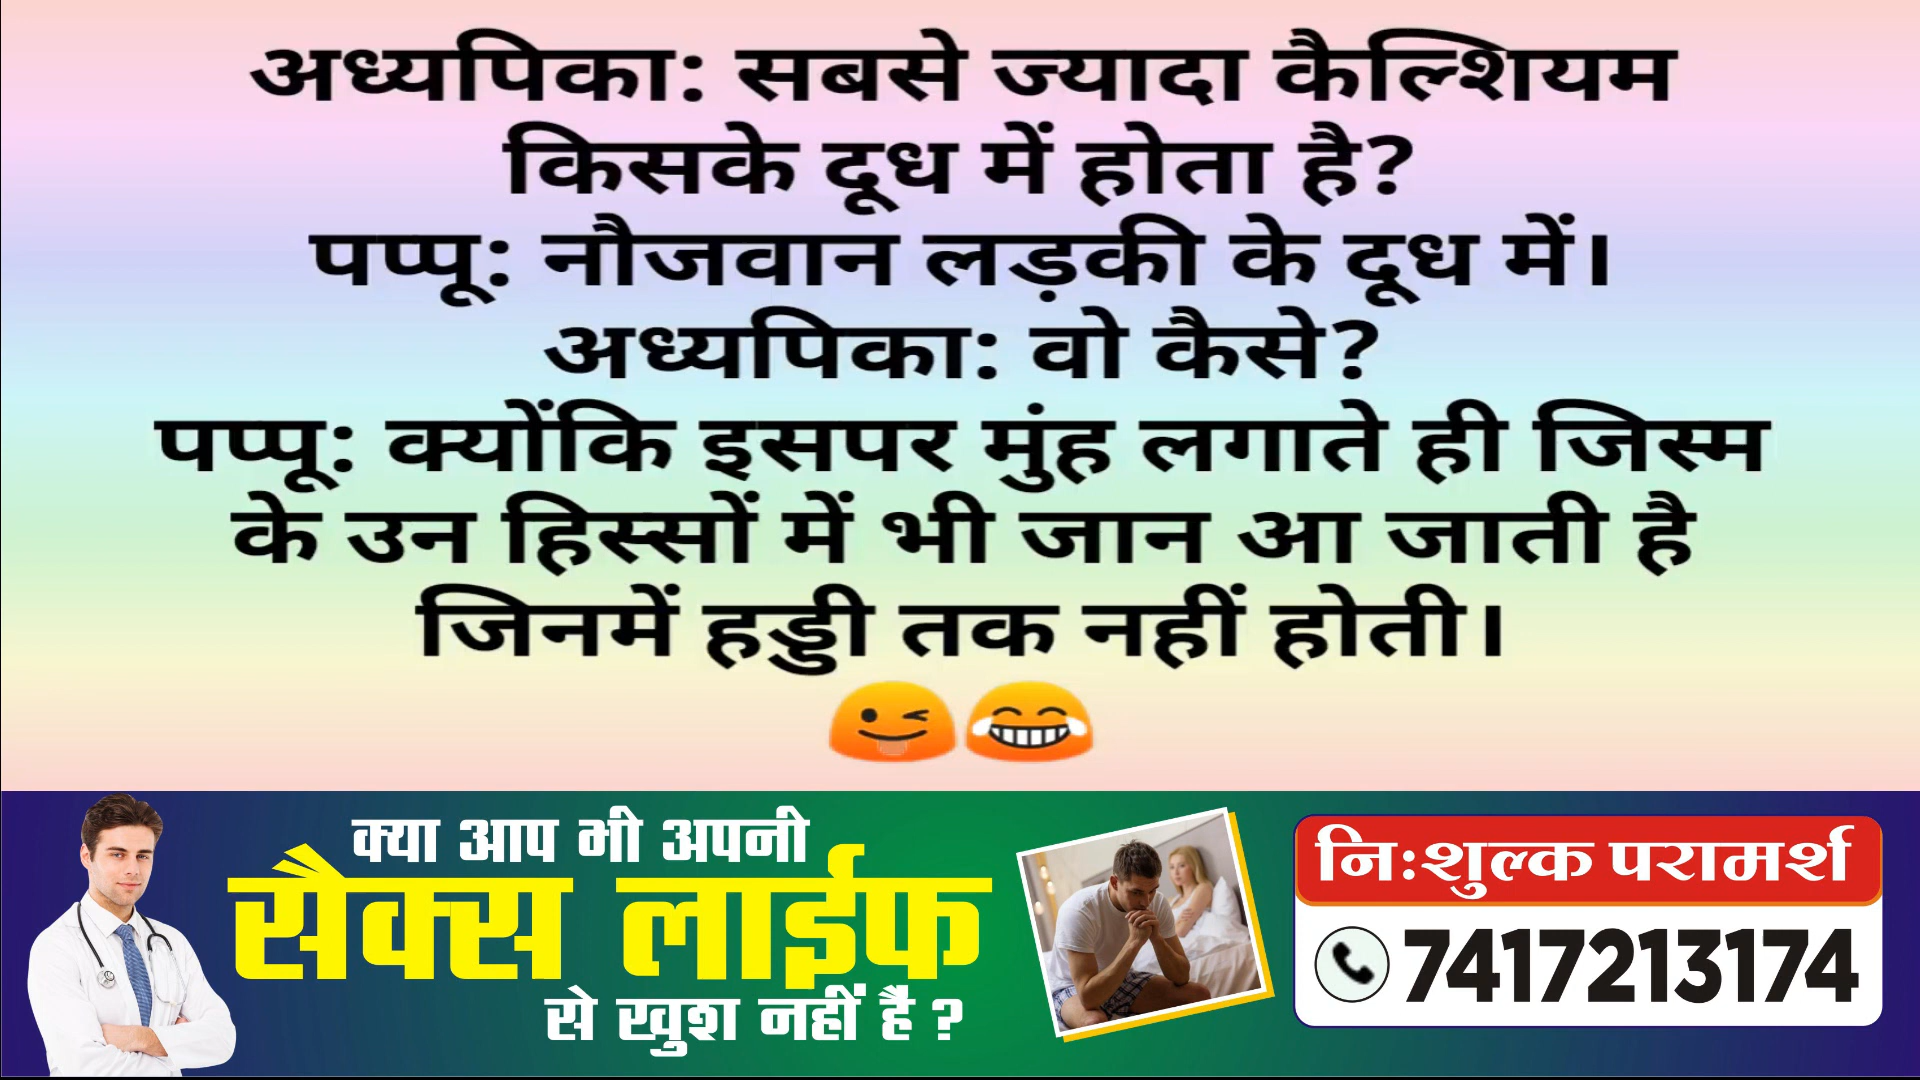 अध्यपिका: सबसे ज्यादा कैल्शियम
किसके दूध में होता है?
पप्पू: नौजवान लड़की के दूध में।
अध्यपिका: वो कैसे?
पप्पू: क्योंकि इसपर मुंह लगाते ही जिस्म
के उन हिस्सों में भी जान आ जाती है
जिनमें हड्डी तक नहीं होती।
क्या आप भी अपनी
सैक्स लाईफ
से खुश नहीं हैं ?
निःशुल्क परामर्श
7417213174